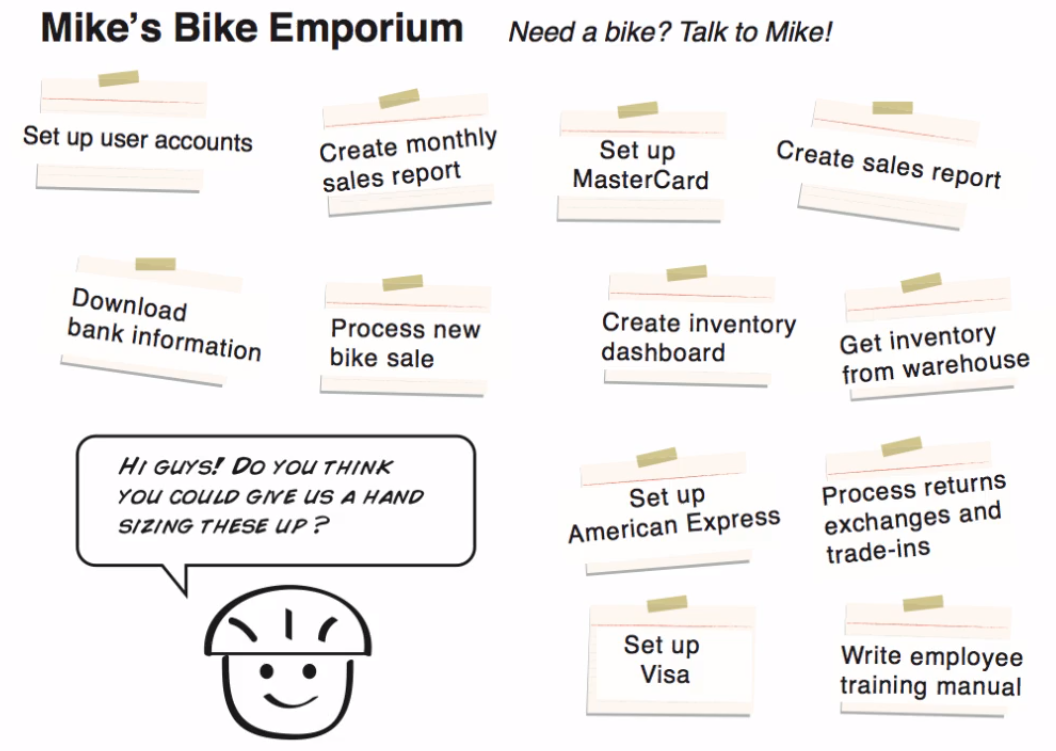 Mike's Bike Emporium
Need a bike? Talk to Mike!
Set up user accounts
Create monthly
sales report
Set up
MasterCard
Create sales report
Download
bank information
Process new
bike sale
Create inventory
dashboard
Get inventory
from warehouse
HI GUYS! DO YOU THINK
YOU COULD GIVE US A HAND
SIZING THESE UP?
Set up
American Express
Process returns
exchanges and
trade-ins
Set up
Visa
Write employee
training manual